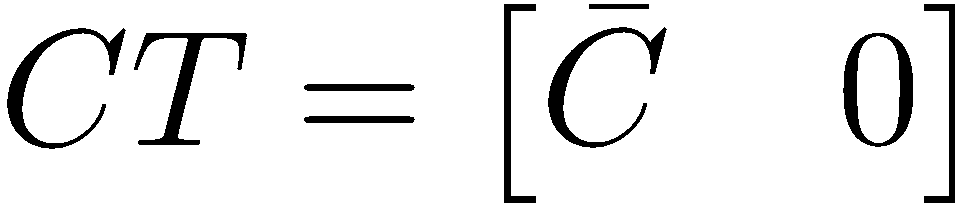 CT = [C̄ 0]